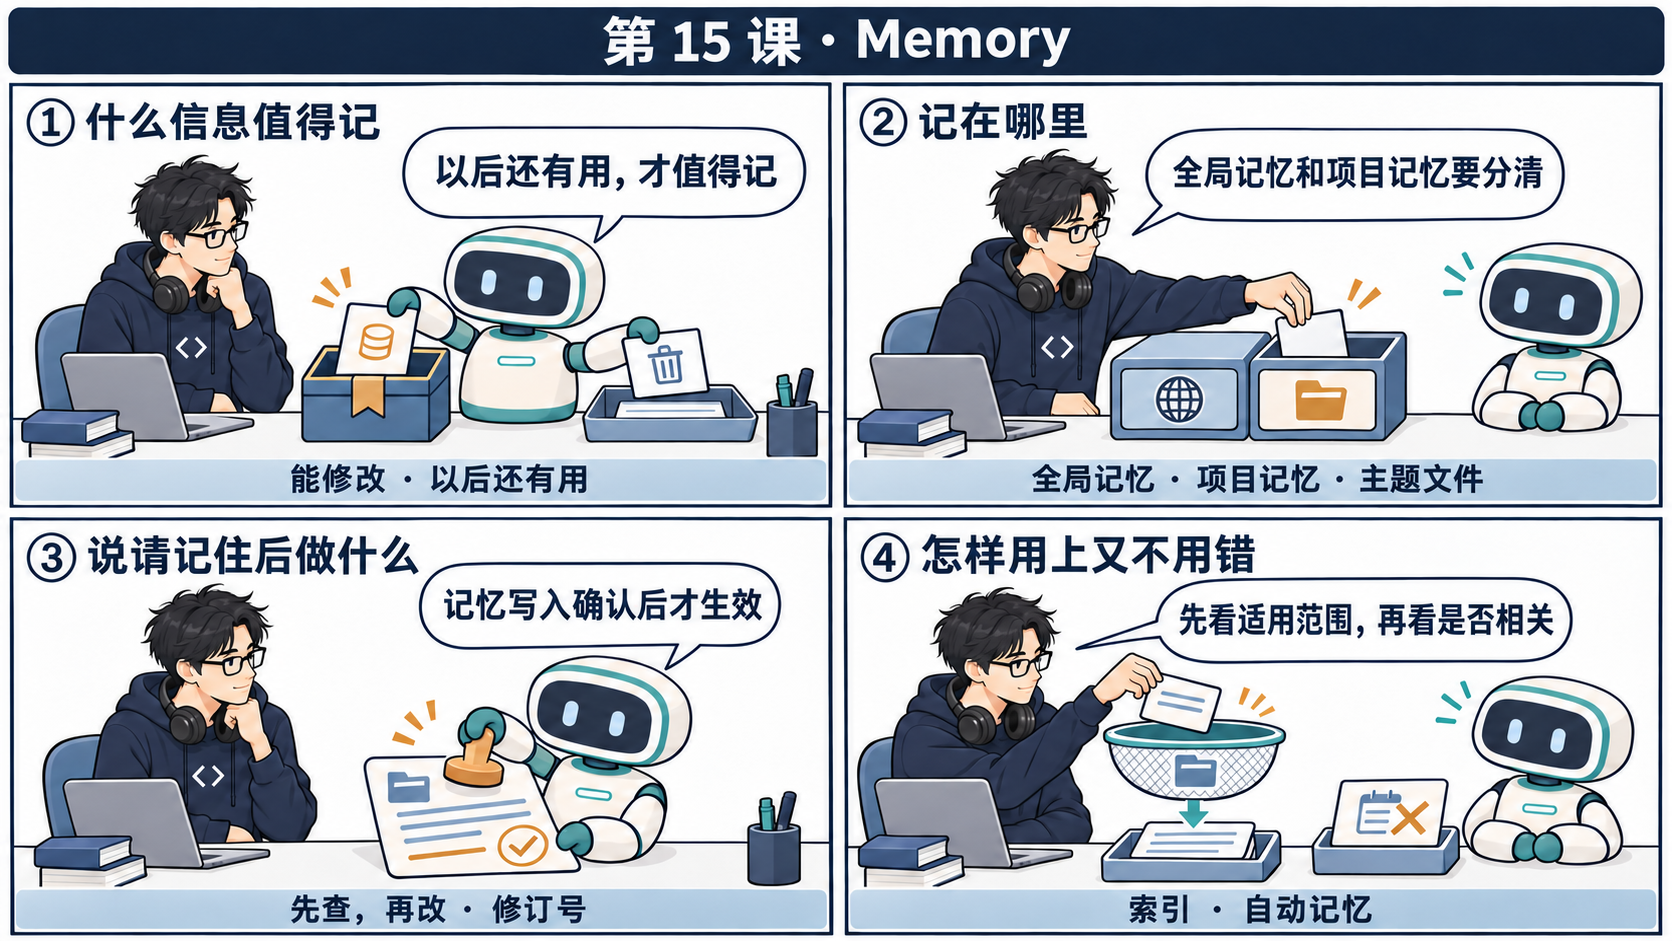 第 15 课 · Memory
① 什么信息值得记
以后还有用，才值得记
能修改 · 以后还有用
② 记在哪里
全局记忆和项目记忆要分清
全局记忆 · 项目记忆 · 主题文件
③ 说请记住后做什么
记忆写入确认后才生效
先查，再改 · 修订号
④ 怎样用上又不用错
先看适用范围，再看是否相关
索引 · 自动记忆